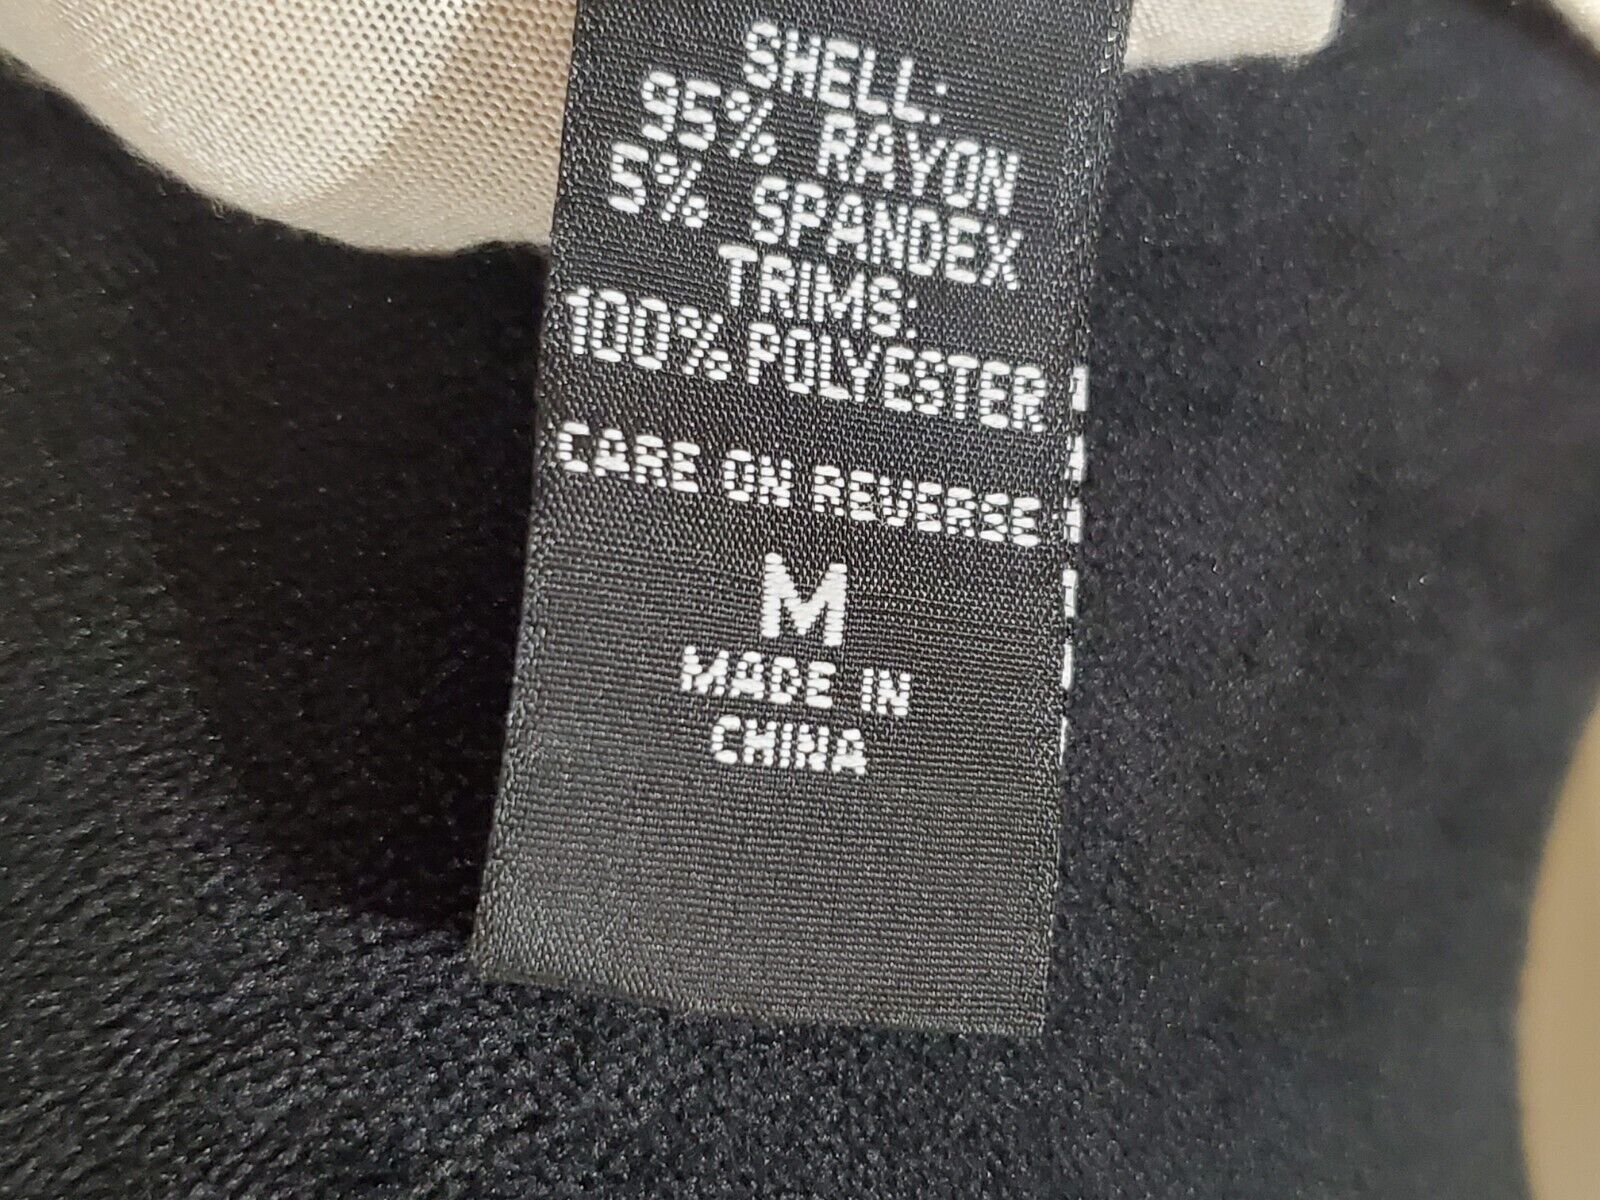 SHELL:
95% RAYON
5% SPANDEX
TRIMS:
100% POLYESTER
CARE ON REVERSE
M
MADE IN
CHINA